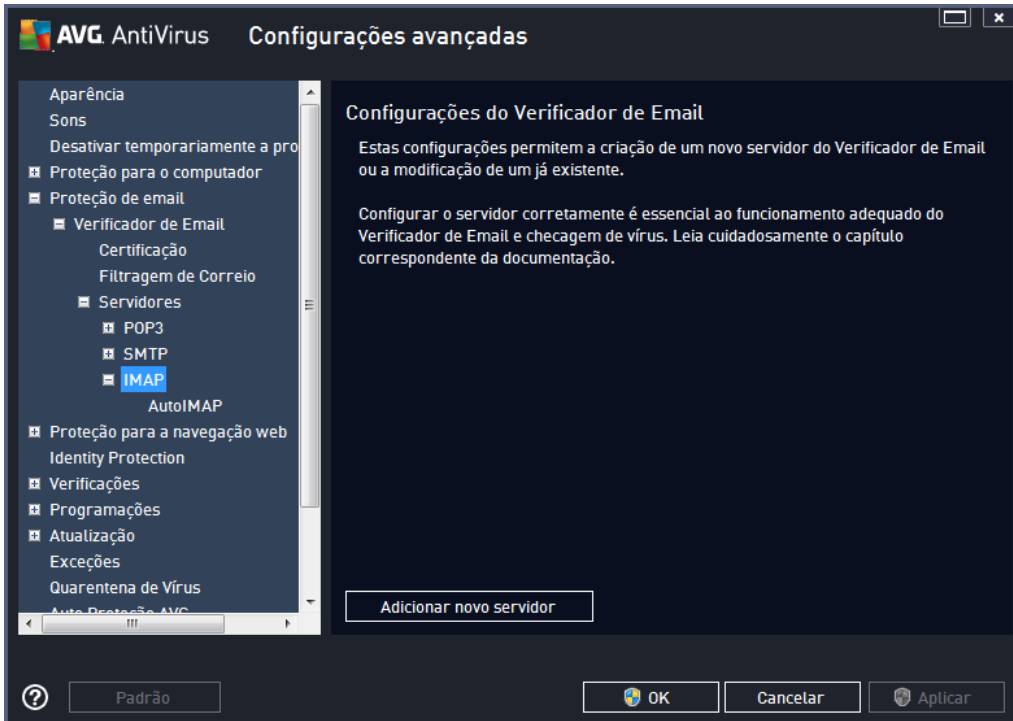 AVG. AntiVirus Configurações avançadas
Aparência
Sons
Desativar temporariamente a pro
Proteção para o computador
Proteção de email
Verificador de Email
Certificação
Filtragem de Correio
Servidores
POP3
SMTP
IMAP
AutoIMAP
Proteção para a navegação web
Identity Protection
Verificações
Programações
Atualização
Exceções
Quarentena de Vírus
Auto Proteção AVG
Configurações do Verificador de Email
Estas configurações permitem a criação de um novo servidor do Verificador de Email
ou a modificação de um já existente.
Configurar o servidor corretamente é essencial ao funcionamento adequado do
Verificador de Email e checagem de vírus. Leia cuidadosamente o capítulo
correspondente da documentação.
Adicionar novo servidor
Padrão
OK
Cancelar
Aplicar